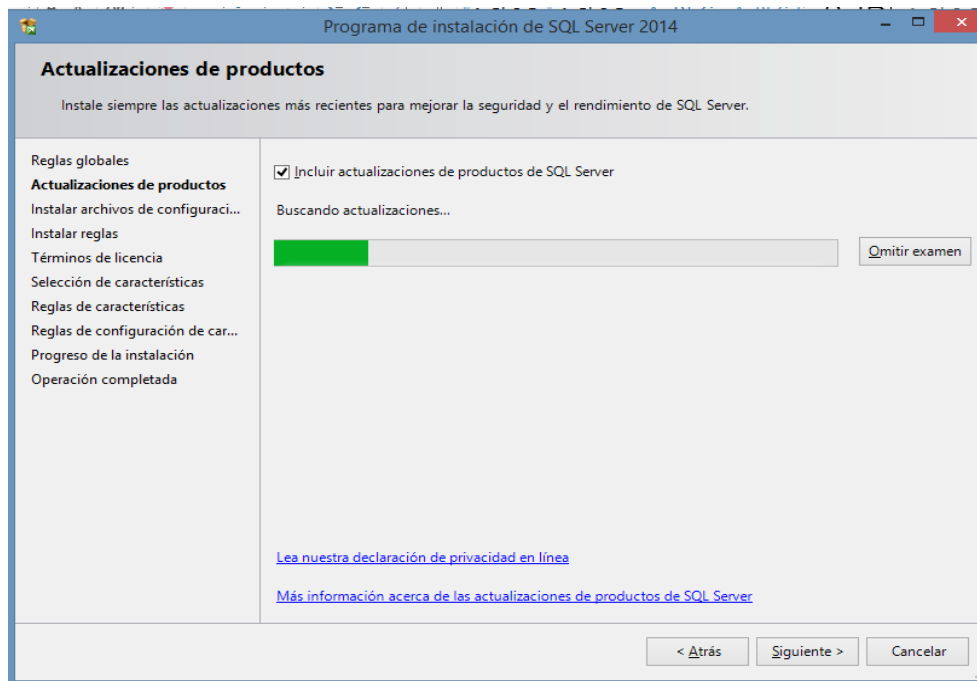 Programa de instalación de SQL Server 2014
Actualizaciones de productos
Instale siempre las actualizaciones más recientes para mejorar la seguridad y el rendimiento de SQL Server.
Reglas globales
Actualizaciones de productos
Instalar archivos de configuraci...
Instalar reglas
Términos de licencia
Selección de características
Reglas de características
Reglas de configuración de car...
Progreso de la instalación
Operación completada
Incluir actualizaciones de productos de SQL Server
Buscando actualizaciones...
Omitir examen
Lea nuestra declaración de privacidad en línea
Más información acerca de las actualizaciones de productos de SQL Server
< Atrás
Siguiente >
Cancelar